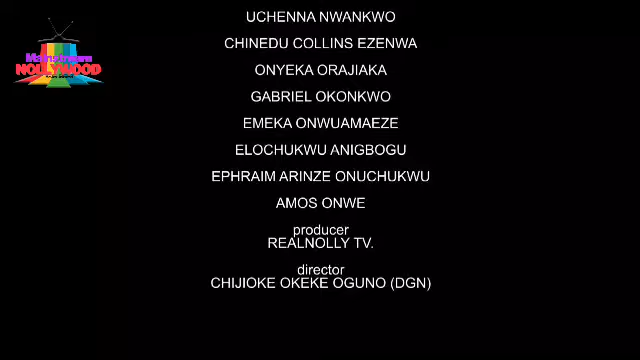 UCHENNA NWANKWO
Mainstream
NOLLYWOOD
CHINEDU COLLINS EZENWA
ONYEKA ORAJIAKA
GABRIEL OKONKWO
EMEKA ONWUAMAEZE
ELOCHUKWU ANIGBOGU
EPHRAIM ARINZE ONUCHUKWU
AMOS ONWE
producer
REALNOLLY TV.
director
CHIJIOKE OKEKE OGUNO (DGN)